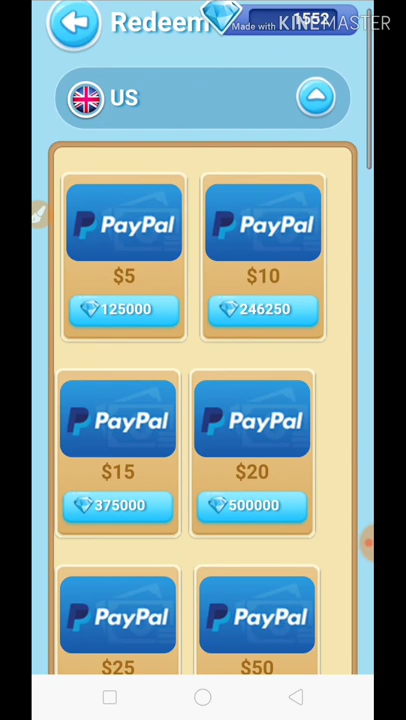 Redeem
1552
Made with KINEMASTER
US
PayPal PayPal
$5 $10
125000 246250
PayPal PayPal
$15 $20
375000 500000
PayPal PayPal
$25 $50